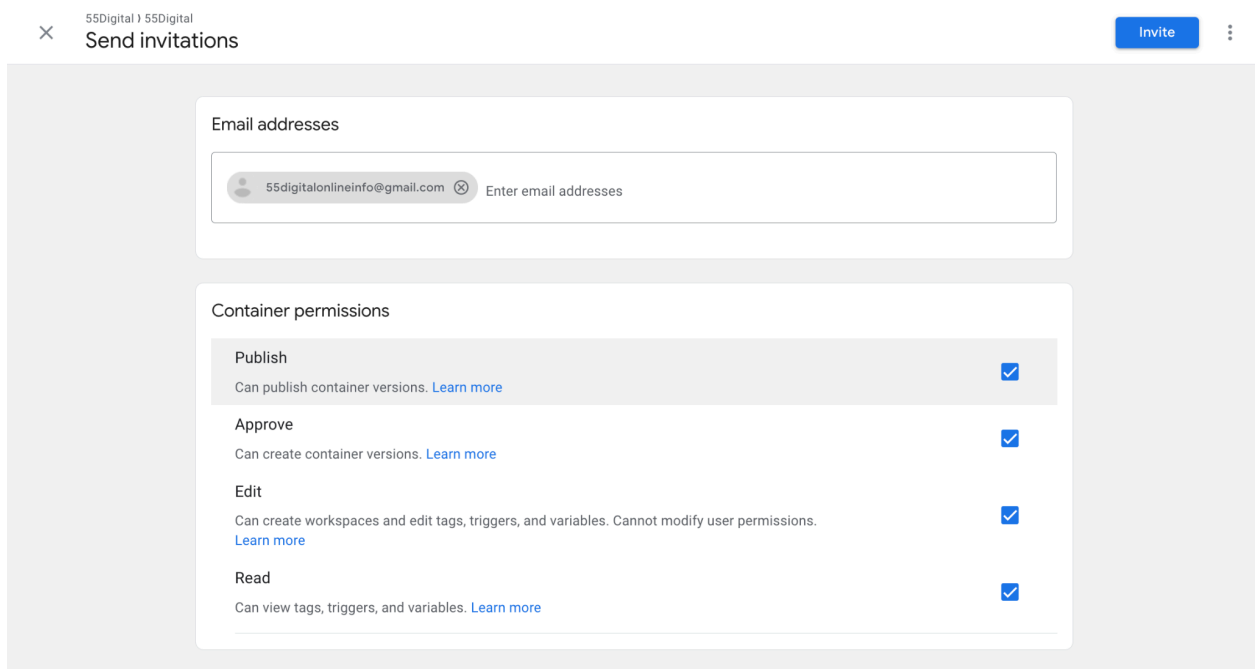 55Digital > 55Digital
Send invitations
Invite
Email addresses
55digitalonlineinfo@gmail.com
Enter email addresses
Container permissions
Publish
Can publish container versions. Learn more
Approve
Can create container versions. Learn more
Edit
Can create workspaces and edit tags, triggers, and variables. Cannot modify user permissions.
Learn more
Read
Can view tags, triggers, and variables. Learn more